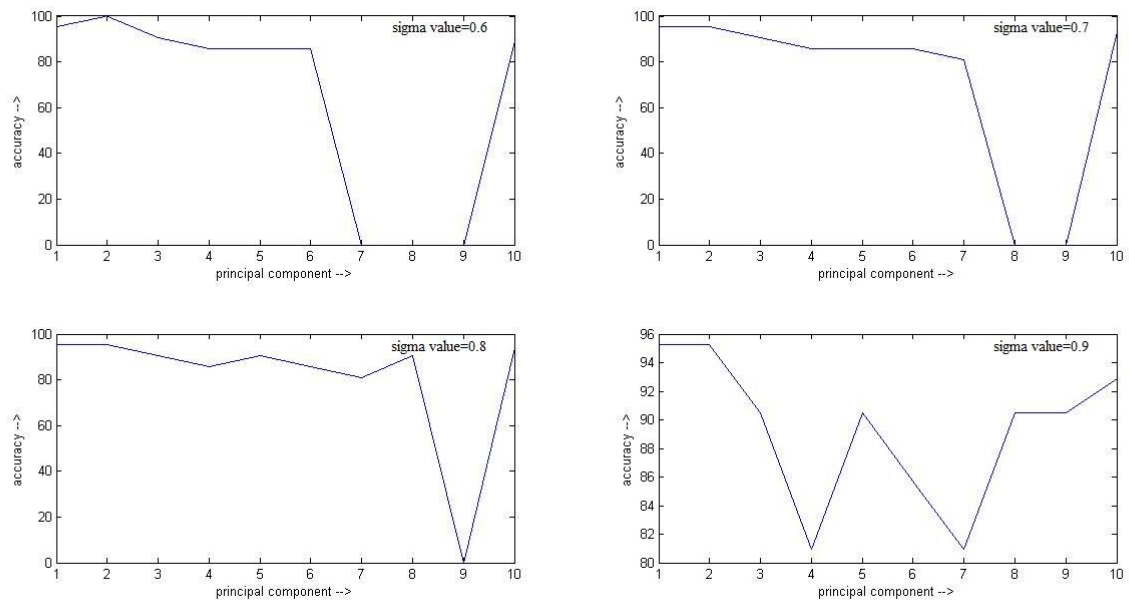 100
80
60
40
20
0
accuracy -->
sigma value=0.6
1 2 3 4 5 6 7 8 9 10
principal component -->
100
80
60
40
20
0
accuracy -->
sigma value=0.7
1 2 3 4 5 6 7 8 9 10
principal component -->
100
80
60
40
20
0
accuracy -->
sigma value=0.8
1 2 3 4 5 6 7 8 9 10
principal component -->
96
94
92
90
88
86
84
82
80
accuracy -->
sigma value=0.9
1 2 3 4 5 6 7 8 9 10
principal component -->